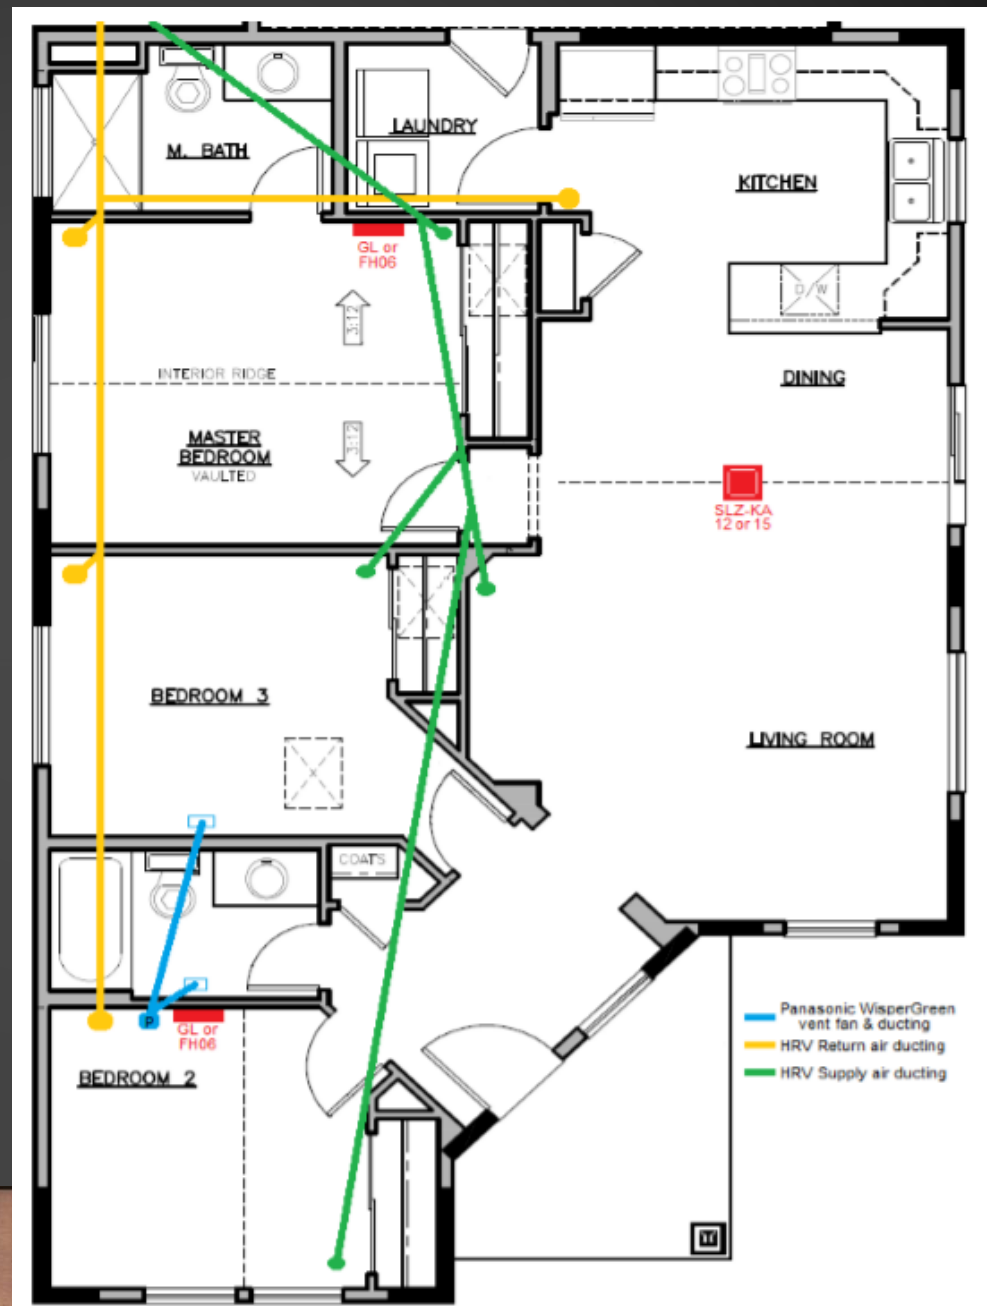 M. BATH
LAUNDRY
KITCHEN
GL or
FH06
D/W
3:12
INTERIOR RIDGE
DINING
MASTER
BEDROOM
VAULTED
3:12
SLZ-KA
12 or 15
BEDROOM 3
LIVING ROOM
COATS
P
GL or
FH06
BEDROOM 2
Panasonic WisperGreen
vent fan & ducting
HRV Return air ducting
HRV Supply air ducting